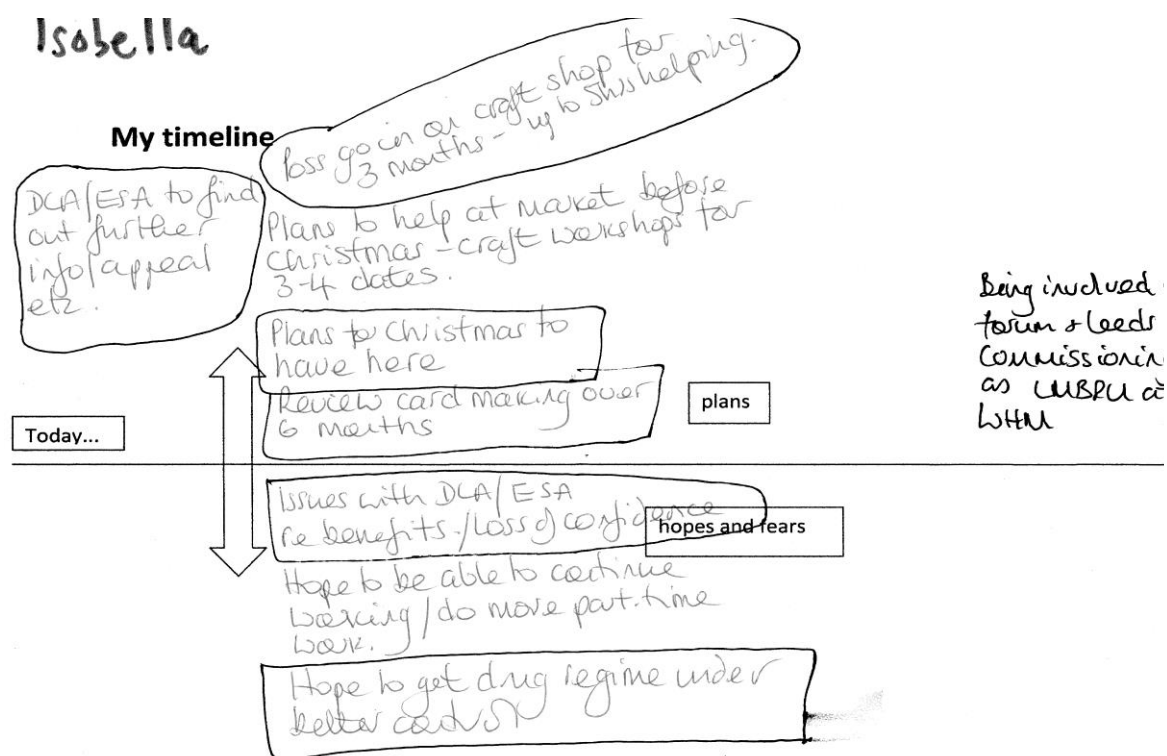 Isobella
My timeline
Poss go in on craft shop for
3 months - up to 5hrs helping.
DLA/ESA to find
out further
info/appeal
etc.
Plans to help at market before
Christmas - craft workshops for
3-4 dates.
Plans to Christmas to
have here
Review card making over
6 months
plans
Today...
Being involved
forum & Leeds
Commissionin
as
WHM
Issues with DLA/ESA
re benefits./Loss of confidence
hopes and fears
Hope to be able to continue
working/do more part-time
work.
Hope to get drug regime under
better control